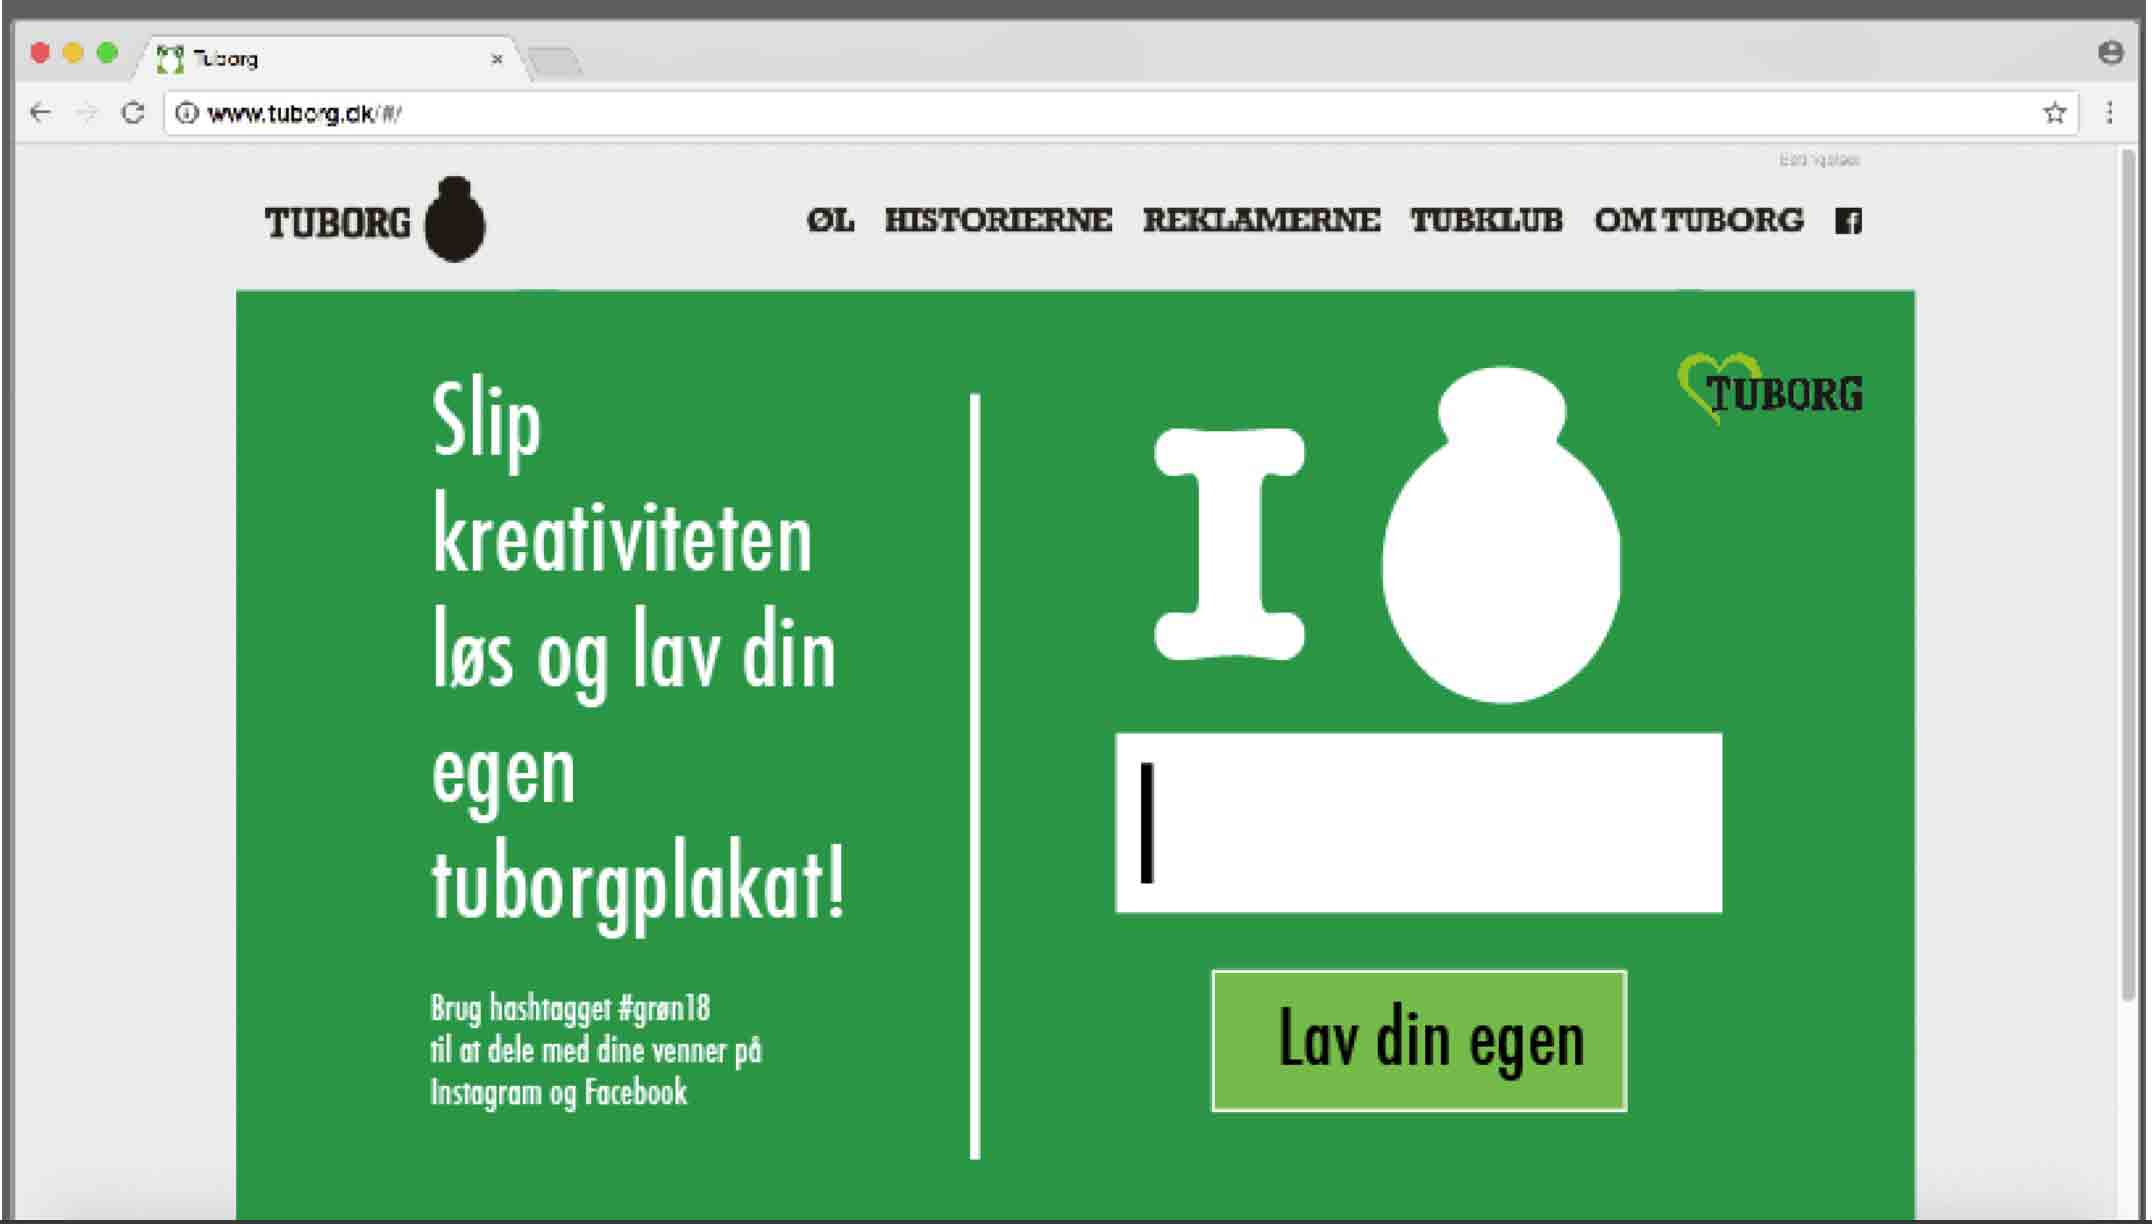 Tuborg
www.tuborg.dk/#/
TUBORG
ØL HISTORIERNE REKLAMERNE TUBKLUB OM TUBORG
Slip
kreativiteten
løs og lav din
egen
tuborgplakat!
Brug hashtagget #grøn18
til at dele med dine venner på
Instagram og Facebook
I
TUBORG
Lav din egen